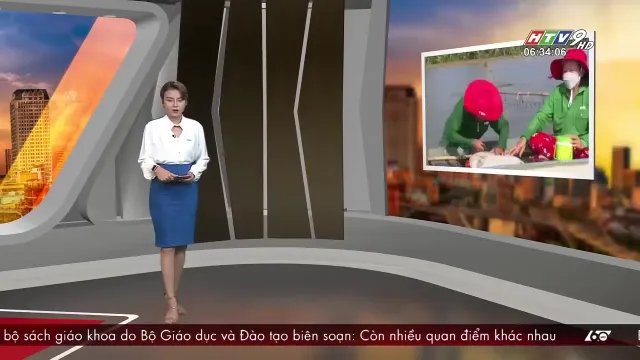 HTV9 HD
06:34:06
bộ sách giáo khoa do Bộ Giáo dục và Đào tạo biên soạn: Còn nhiều quan điểm khác nhau